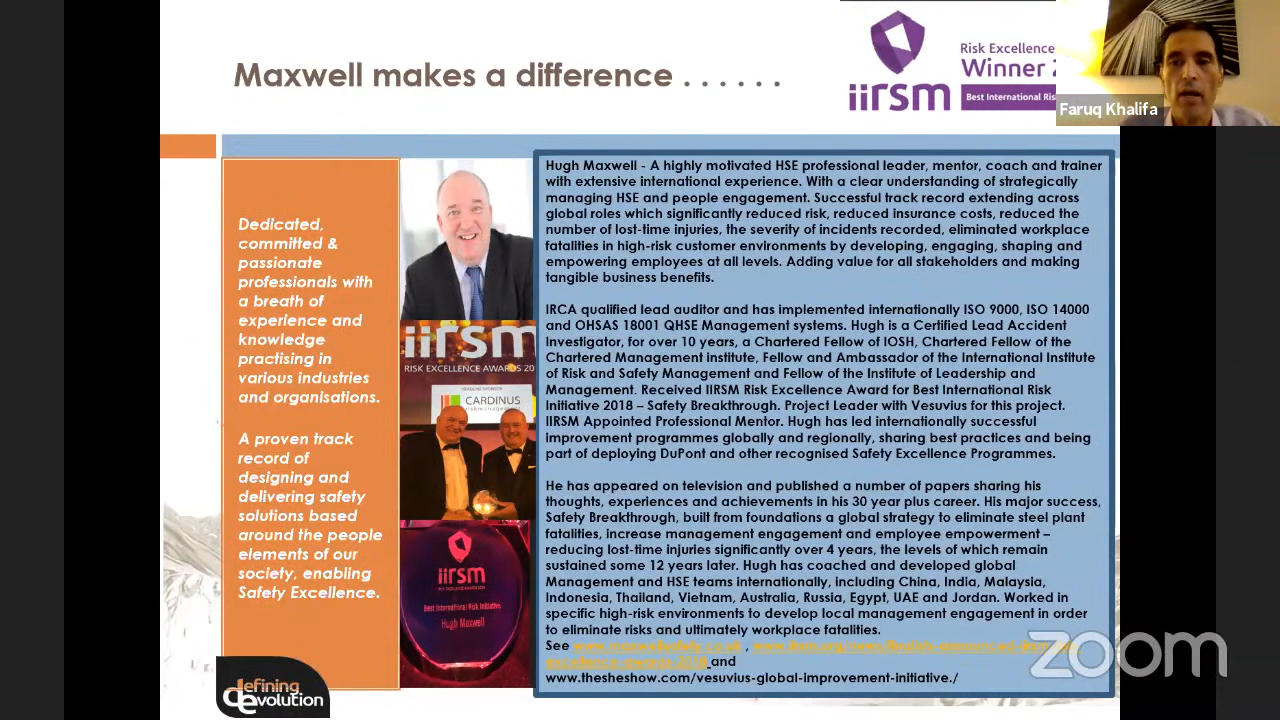 Maxwell makes a difference . . . . . .
iirsm
Risk Excellence
Winner
Best International
Faruq Khalifa
Dedicated,
committed &
passionate
professionals with
a breath of
experience and
knowledge
practising in
various industries
and organisations.
A proven track
record of
designing and
delivering safety
solutions based
around the people
elements of our
society, enabling
Safety Excellence.
iirsm
RISK EXCELLENCE AWARDS 20
HEADLINE SPONSOR
CARDINUS
risk management
iirsm
Best International Risk Initiative
Hugh Maxwell
defining
evolution
Hugh Maxwell - A highly motivated HSE professional leader, mentor, coach and trainer
with extensive international experience. With a clear understanding of strategically
managing HSE and people engagement. Successful track record extending across
global roles which significantly reduced risk, reduced insurance costs, reduced the
number of lost-time injuries, the severity of incidents recorded, eliminated workplace
fatalities in high-risk customer environments by developing, engaging, shaping and
empowering employees at all levels. Adding value for all stakeholders and making
tangible business benefits.
IRCA qualified lead auditor and has implemented internationally ISO 9000, ISO 14000
and OHSAS 18001 QHSE Management systems. Hugh is a Certified Lead Accident
Investigator, for over 10 years, a Chartered Fellow of IOSH, Chartered Fellow of the
Chartered Management institute, Fellow and Ambassador of the International Institute
of Risk and Safety Management and Fellow of the Institute of Leadership and
Management. Received IIRSM Risk Excellence Award for Best International Risk
Initiative 2018 – Safety Breakthrough. Project Leader with Vesuvius for this project.
IIRSM Appointed Professional Mentor. Hugh has led internationally successful
improvement programmes globally and regionally, sharing best practices and being
part of deploying DuPont and other recognised Safety Excellence Programmes.
He has appeared on television and published a number of papers sharing his
thoughts, experiences and achievements in his 30 year plus career. His major success,
Safety Breakthrough, built from foundations a global strategy to eliminate steel plant
fatalities, increase management engagement and employee empowerment –
reducing lost-time injuries significantly over 4 years, the levels of which remain
sustained some 12 years later. Hugh has coached and developed global
Management and HSE teams internationally, including China, India, Malaysia,
Indonesia, Thailand, Vietnam, Australia, Russia, Egypt, UAE and Jordan. Worked in
specific high-risk environments to develop local management engagement in order
to eliminate risks and ultimately workplace fatalities.
See www.maxwellsafety.co.uk ,
and
www.thesheshow.com/vesuvius-global-improvement-initiative./
zoom